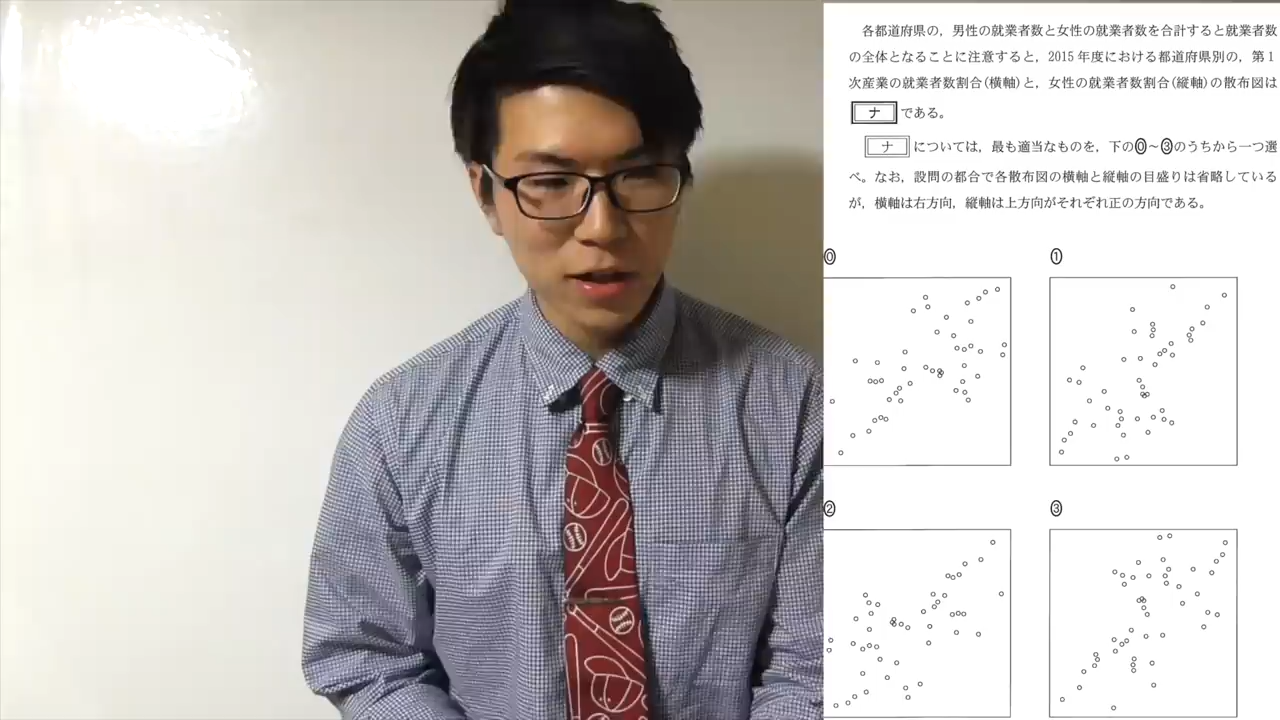 各都道府県の，男性の就業者数と女性の就業者数を合計すると就業者数
の全体となることに注意すると，2015 年度における都道府県別の，第 1
次産業の就業者数割合(横軸)と，女性の就業者数割合(縦軸)の散布図は
ナ である。
ナ については，最も適当なものを，下の⓪～③のうちから一つ選
べ。なお，設問の都合で各散布図の横軸と縦軸の目盛りは省略している
が，横軸は右方向，縦軸は上方向がそれぞれ正の方向である。
⓪ ①
② ③